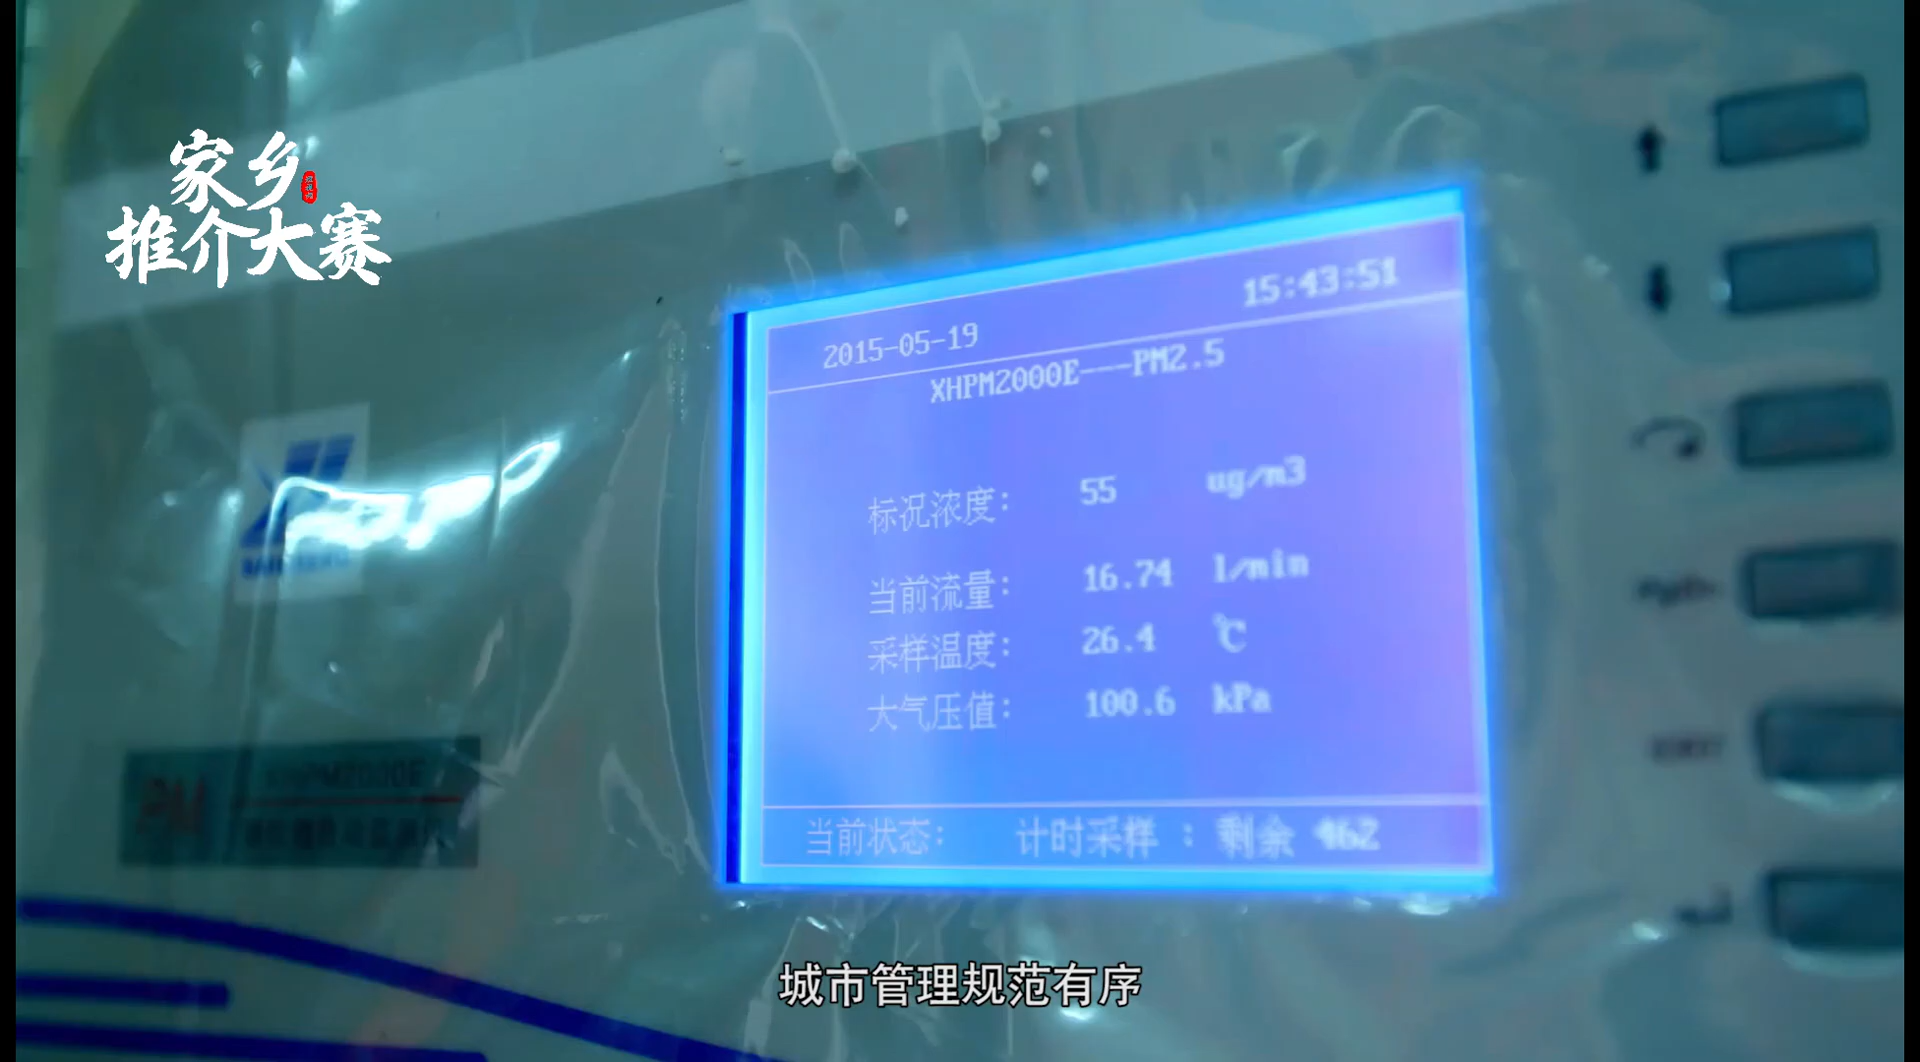 家乡
推介大赛
2015-05-19
15:43:51
XHPM2000E---PM2.5
标况浓度: 55 ug/m3
当前流量: 16.74 l/min
采样温度: 26.4 ℃
大气压值: 100.6 kPa
当前状态: 计时采样 : 剩余 462
PM
XHPM2000E
城市管理规范有序